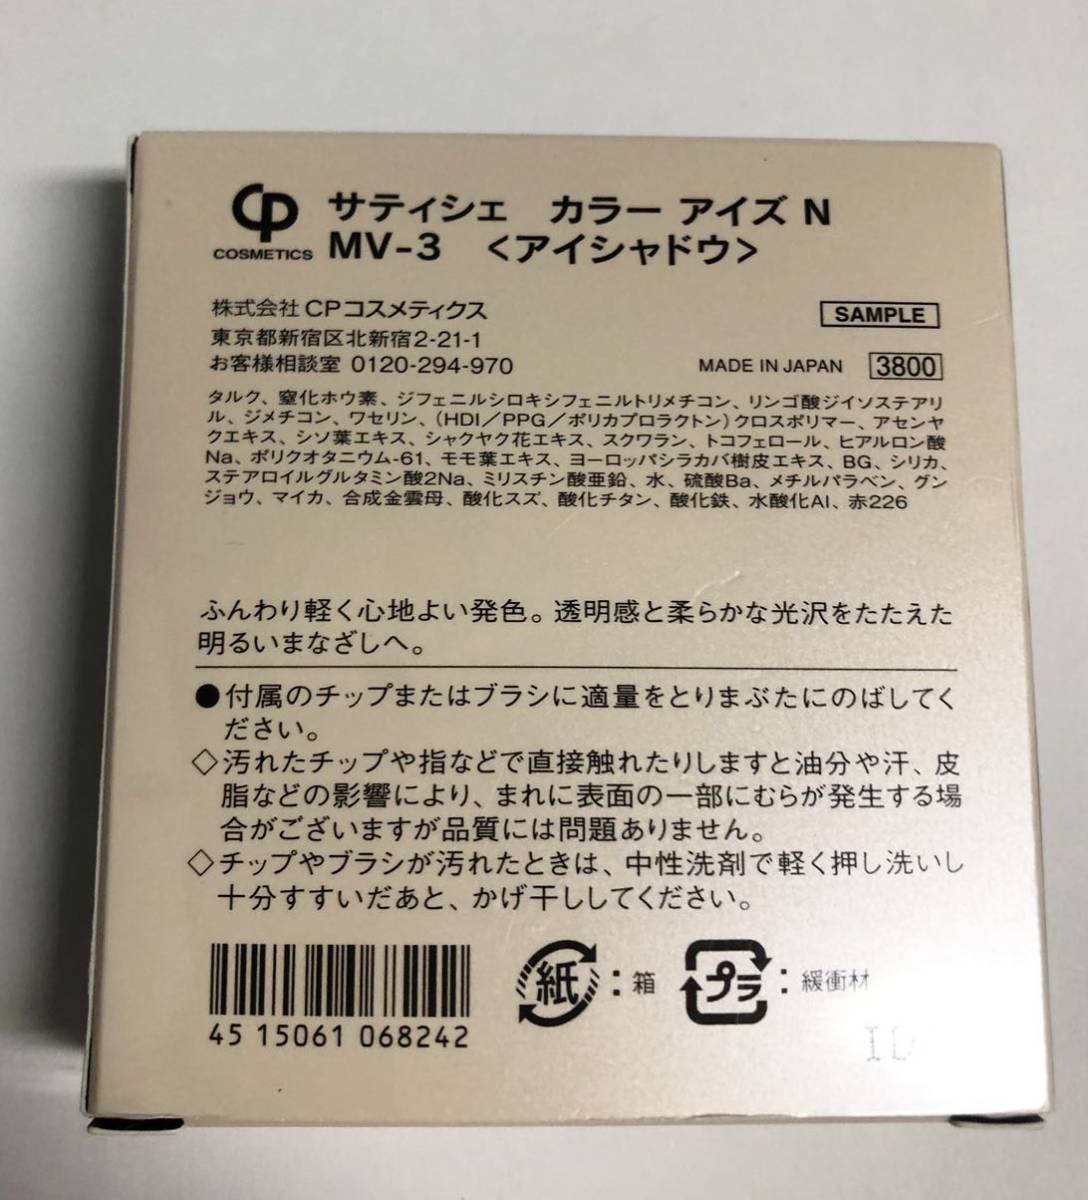 CP サティシェ カラー アイズ N
COSMETICS MV-3 <アイシャドウ>
株式会社 CPコスメティクス
SAMPLE
東京都新宿区北新宿2-21-1
お客様相談室 0120-294-970
MADE IN JAPAN 3800
タルク、窒化ホウ素、ジフェニルシロキシフェニルトリメチコン、リンゴ酸ジイソステアリ
ル、ジメチコン、ワセリン、(HDI/PPG/ポリカプロラクトン)クロスポリマー、アセンヤ
クエキス、シソ葉エキス、シャクヤク花エキス、スクワラン、トコフェロール、ヒアルロン酸
Na、ポリクオタニウム-61、モモ葉エキス、ヨーロッパシラカバ樹皮エキス、BG、シリカ、
ステアロイルグルタミン酸2Na、ミリスチン酸亜鉛、水、硫酸Ba、メチルパラベン、グン
ジョウ、マイカ、合成金雲母、酸化スズ、酸化チタン、酸化鉄、水酸化Al、赤226
ふんわり軽く心地よい発色。透明感と柔らかな光沢をたたえた
明るいまなざしへ。
●付属のチップまたはブラシに適量をとりまぶたにのばしてく
ださい。
◇汚れたチップや指などで直接触れたりしますと油分や汗、皮
脂などの影響により、まれに表面の一部にむらが発生する場
合がございますが品質には問題ありません。
◇チップやブラシが汚れたときは、中性洗剤で軽く押し洗いし
十分すすいだあと、かげ干ししてください。
紙:箱 プラ:緩衝材
45 15061 068242